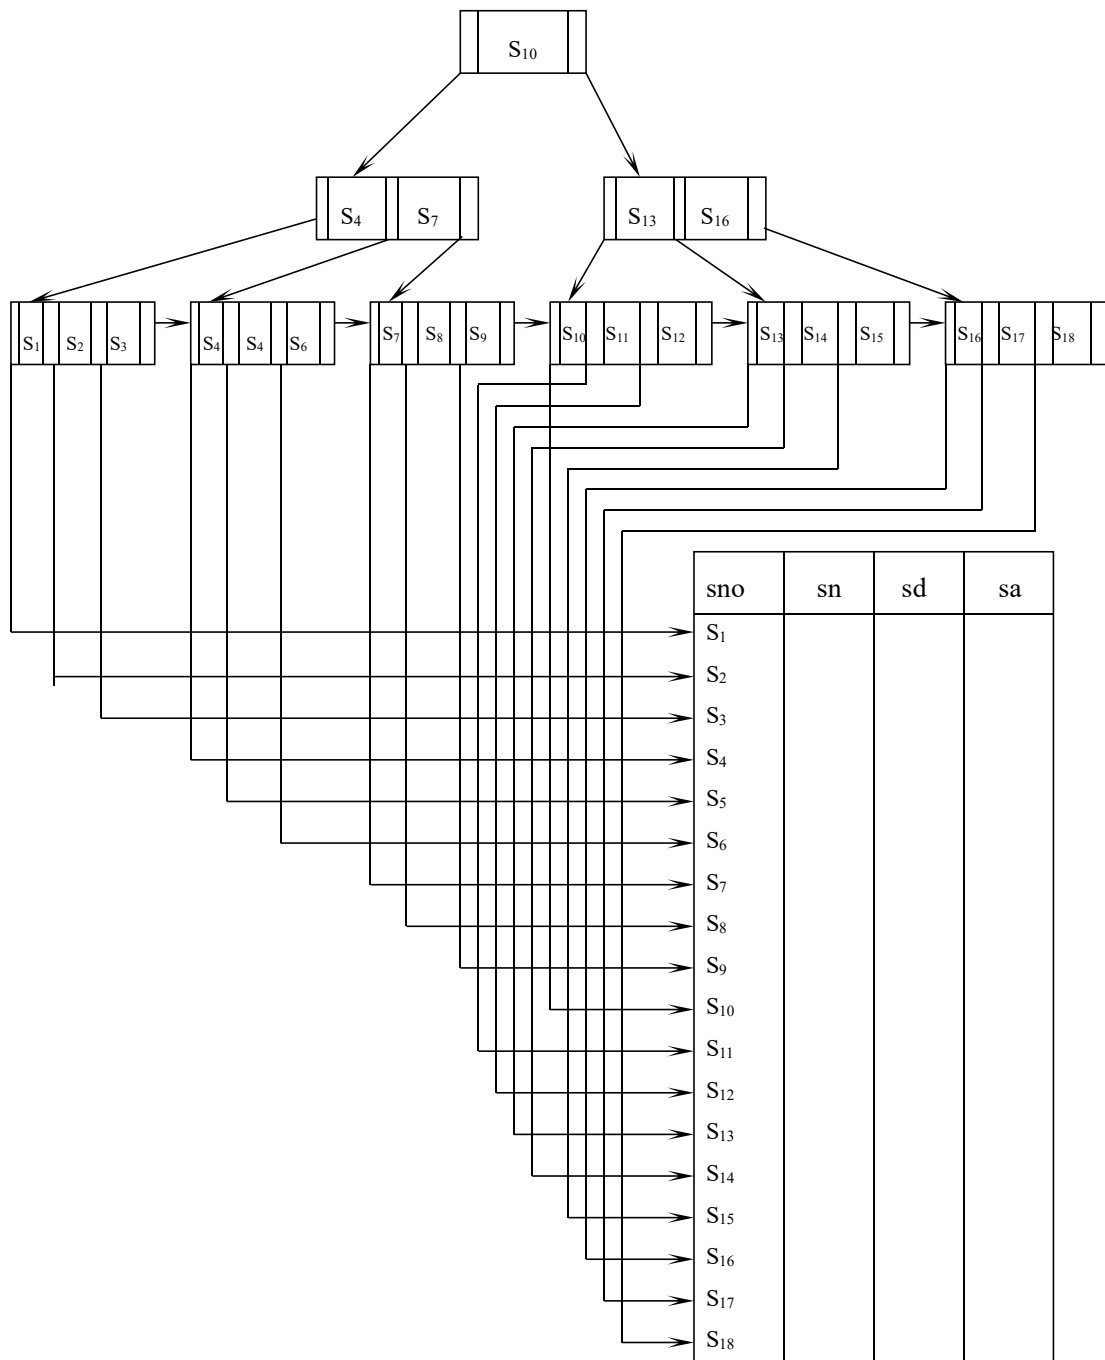 S₁₀
S₄ S₇ S₁₃ S₁₆
S₁ S₂ S₃ S₄ S₄ S₆ S₇ S₈ S₉ S₁₀ S₁₁ S₁₂ S₁₃ S₁₄ S₁₅ S₁₆ S₁₇ S₁₈
sno sn sd sa
S₁
S₂
S₃
S₄
S₅
S₆
S₇
S₈
S₉
S₁₀
S₁₁
S₁₂
S₁₃
S₁₄
S₁₅
S₁₆
S₁₇
S₁₈